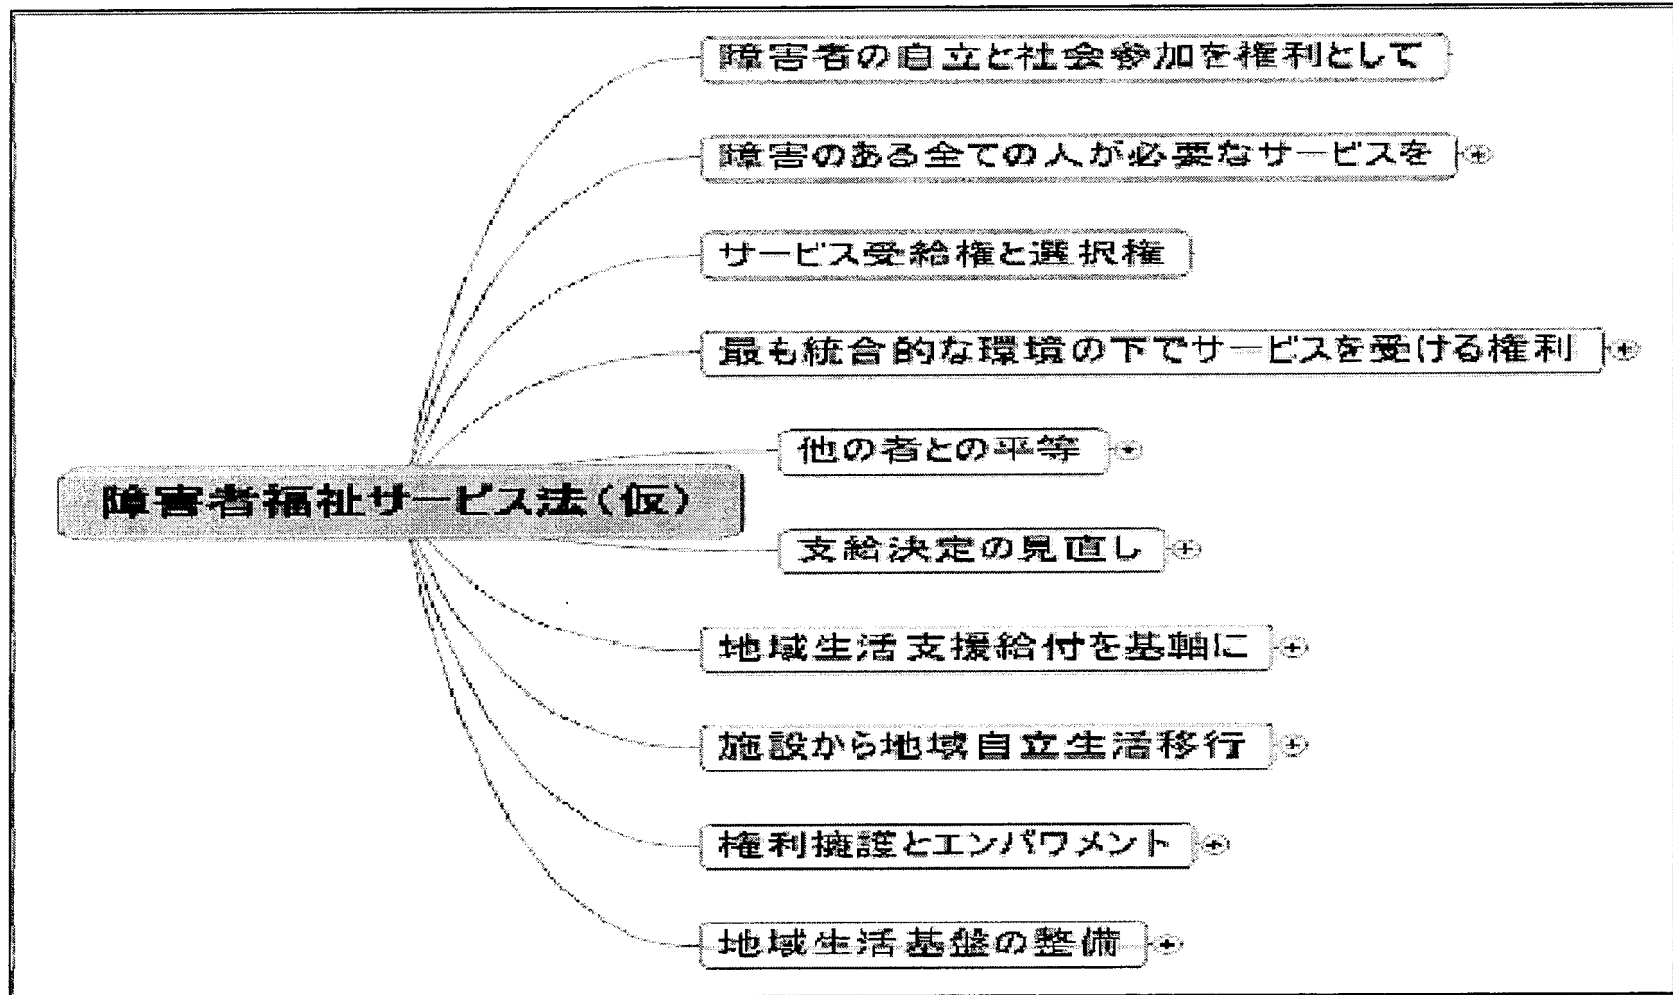 障害者の自立と社会参加を権利として
障害のある全ての人が必要なサービスを
サービス受給権と選択権
最も統合的な環境の下でサービスを受ける権利
他の者との平等
障害者福祉サービス法(仮)
支給決定の見直し
地域生活支援給付を基軸に
施設から地域自立生活移行
権利擁護とエンパワメント
地域生活基盤の整備